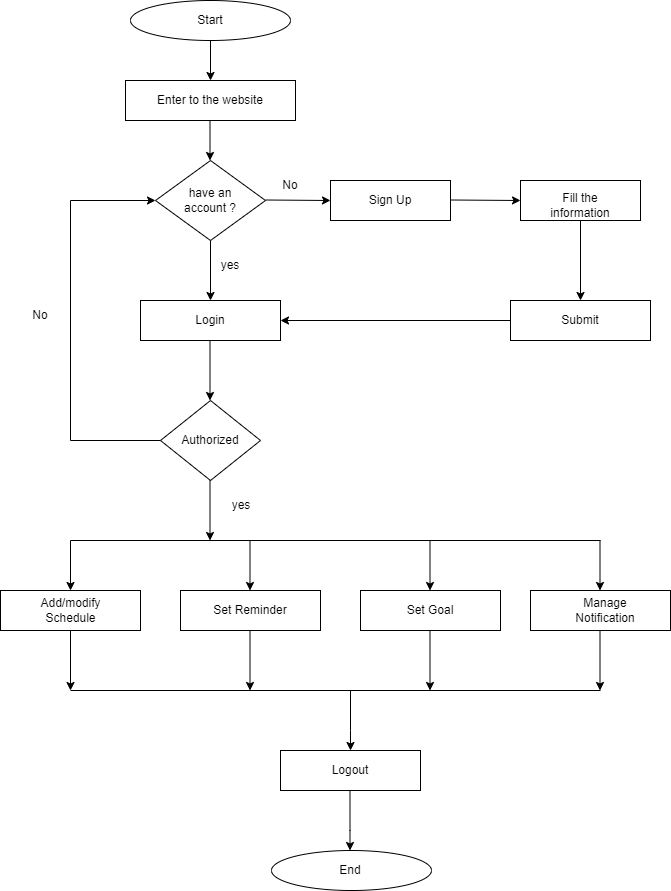 Start
Enter to the website
have an
account ?
No
Sign Up
Fill the
information
yes
No
Login
Submit
Authorized
yes
Add/modify
Schedule
Set Reminder
Set Goal
Manage
Notification
Logout
End